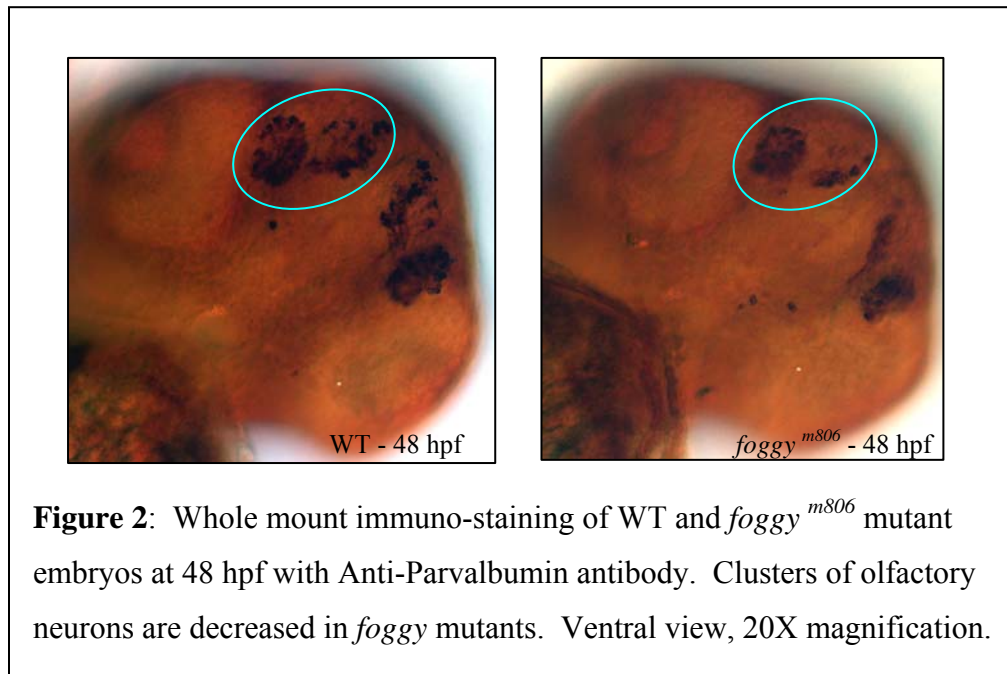 WT - 48 hpf
foggy m806 - 48 hpf
Figure 2: Whole mount immuno-staining of WT and foggy m806 mutant
embryos at 48 hpf with Anti-Parvalbumin antibody. Clusters of olfactory
neurons are decreased in foggy mutants. Ventral view, 20X magnification.